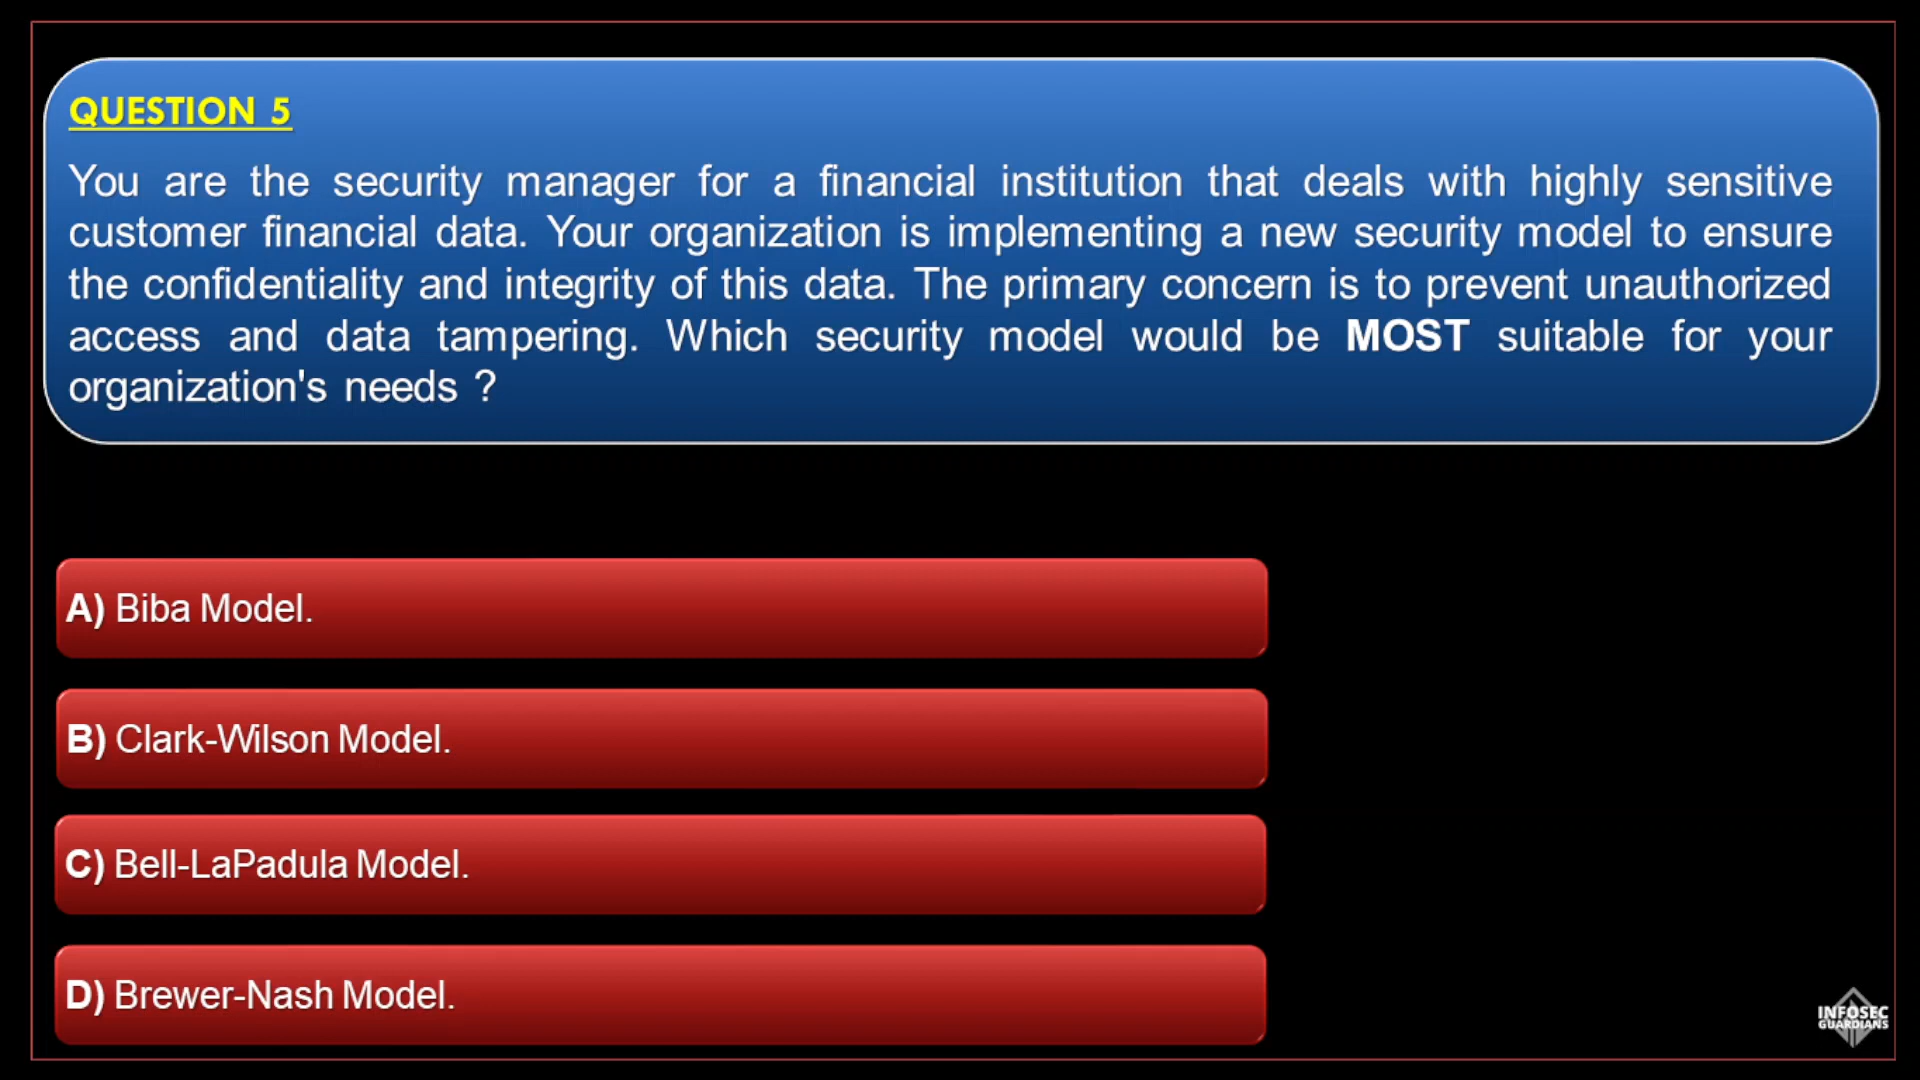 QUESTION 5
You are the security manager for a financial institution that deals with highly sensitive
customer financial data. Your organization is implementing a new security model to ensure
the confidentiality and integrity of this data. The primary concern is to prevent unauthorized
access and data tampering. Which security model would be MOST suitable for your
organization's needs ?
A) Biba Model.
B) Clark-Wilson Model.
C) Bell-LaPadula Model.
D) Brewer-Nash Model.
INFOSEC
GUARDIANS